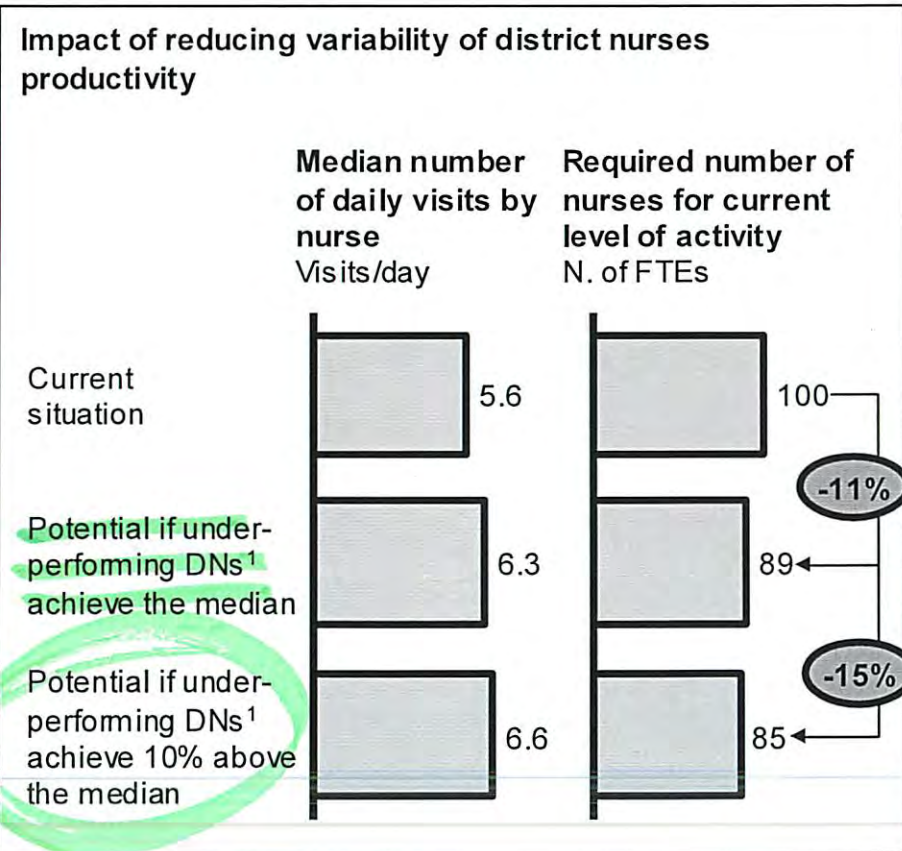 Impact of reducing variability of district nurses
productivity
Median number
of daily visits by
nurse
Visits/day
Required number of
nurses for current
level of activity
N. of FTEs
Current
situation
5.6
100
-11%
Potential if under-
performing DNs¹
achieve the median
6.3
89
-15%
Potential if under-
performing DNs¹
achieve 10% above
the median
6.6
85